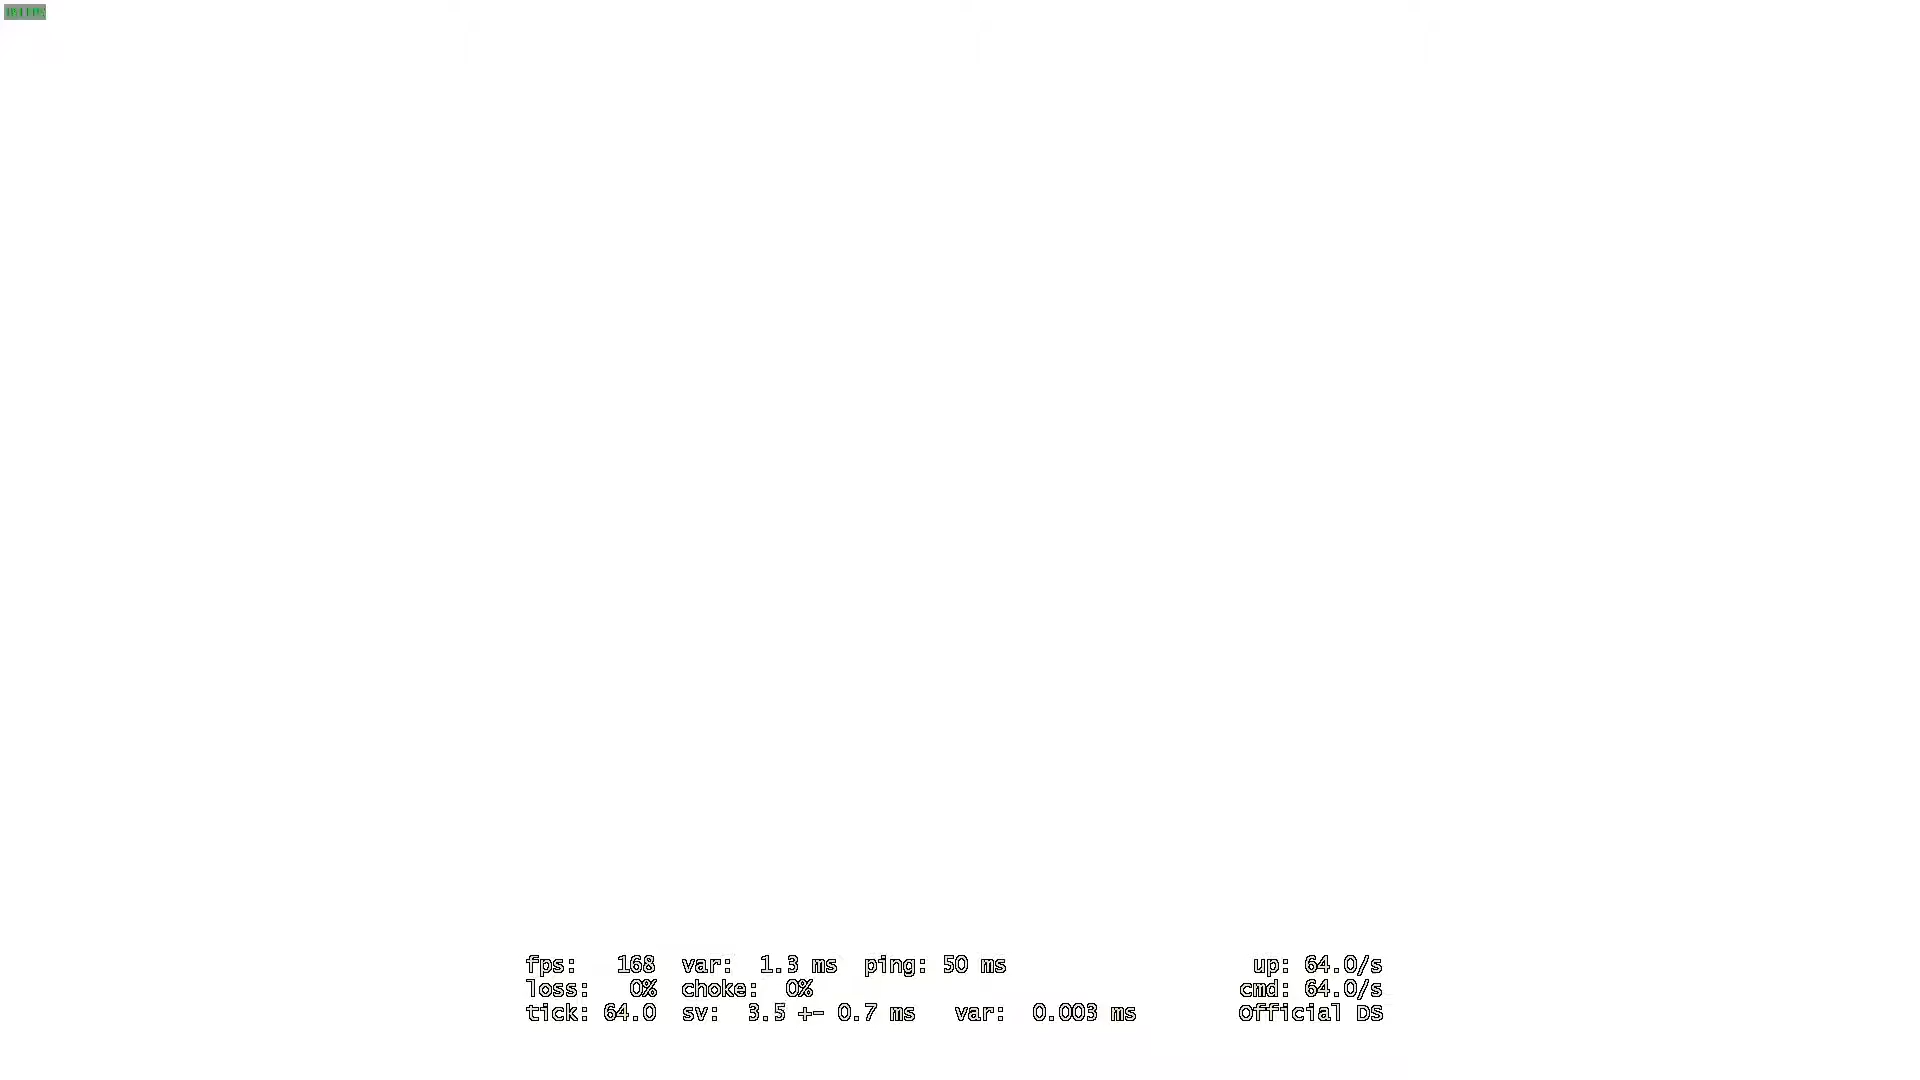 fps: 168 var: 1.3 ms ping: 50 ms up: 64.0/s
loss: 0% choke: 0% cmd: 64.0/s
tick: 64.0 sv: 3.5 +- 0.7 ms var: 0.003 ms Official DS